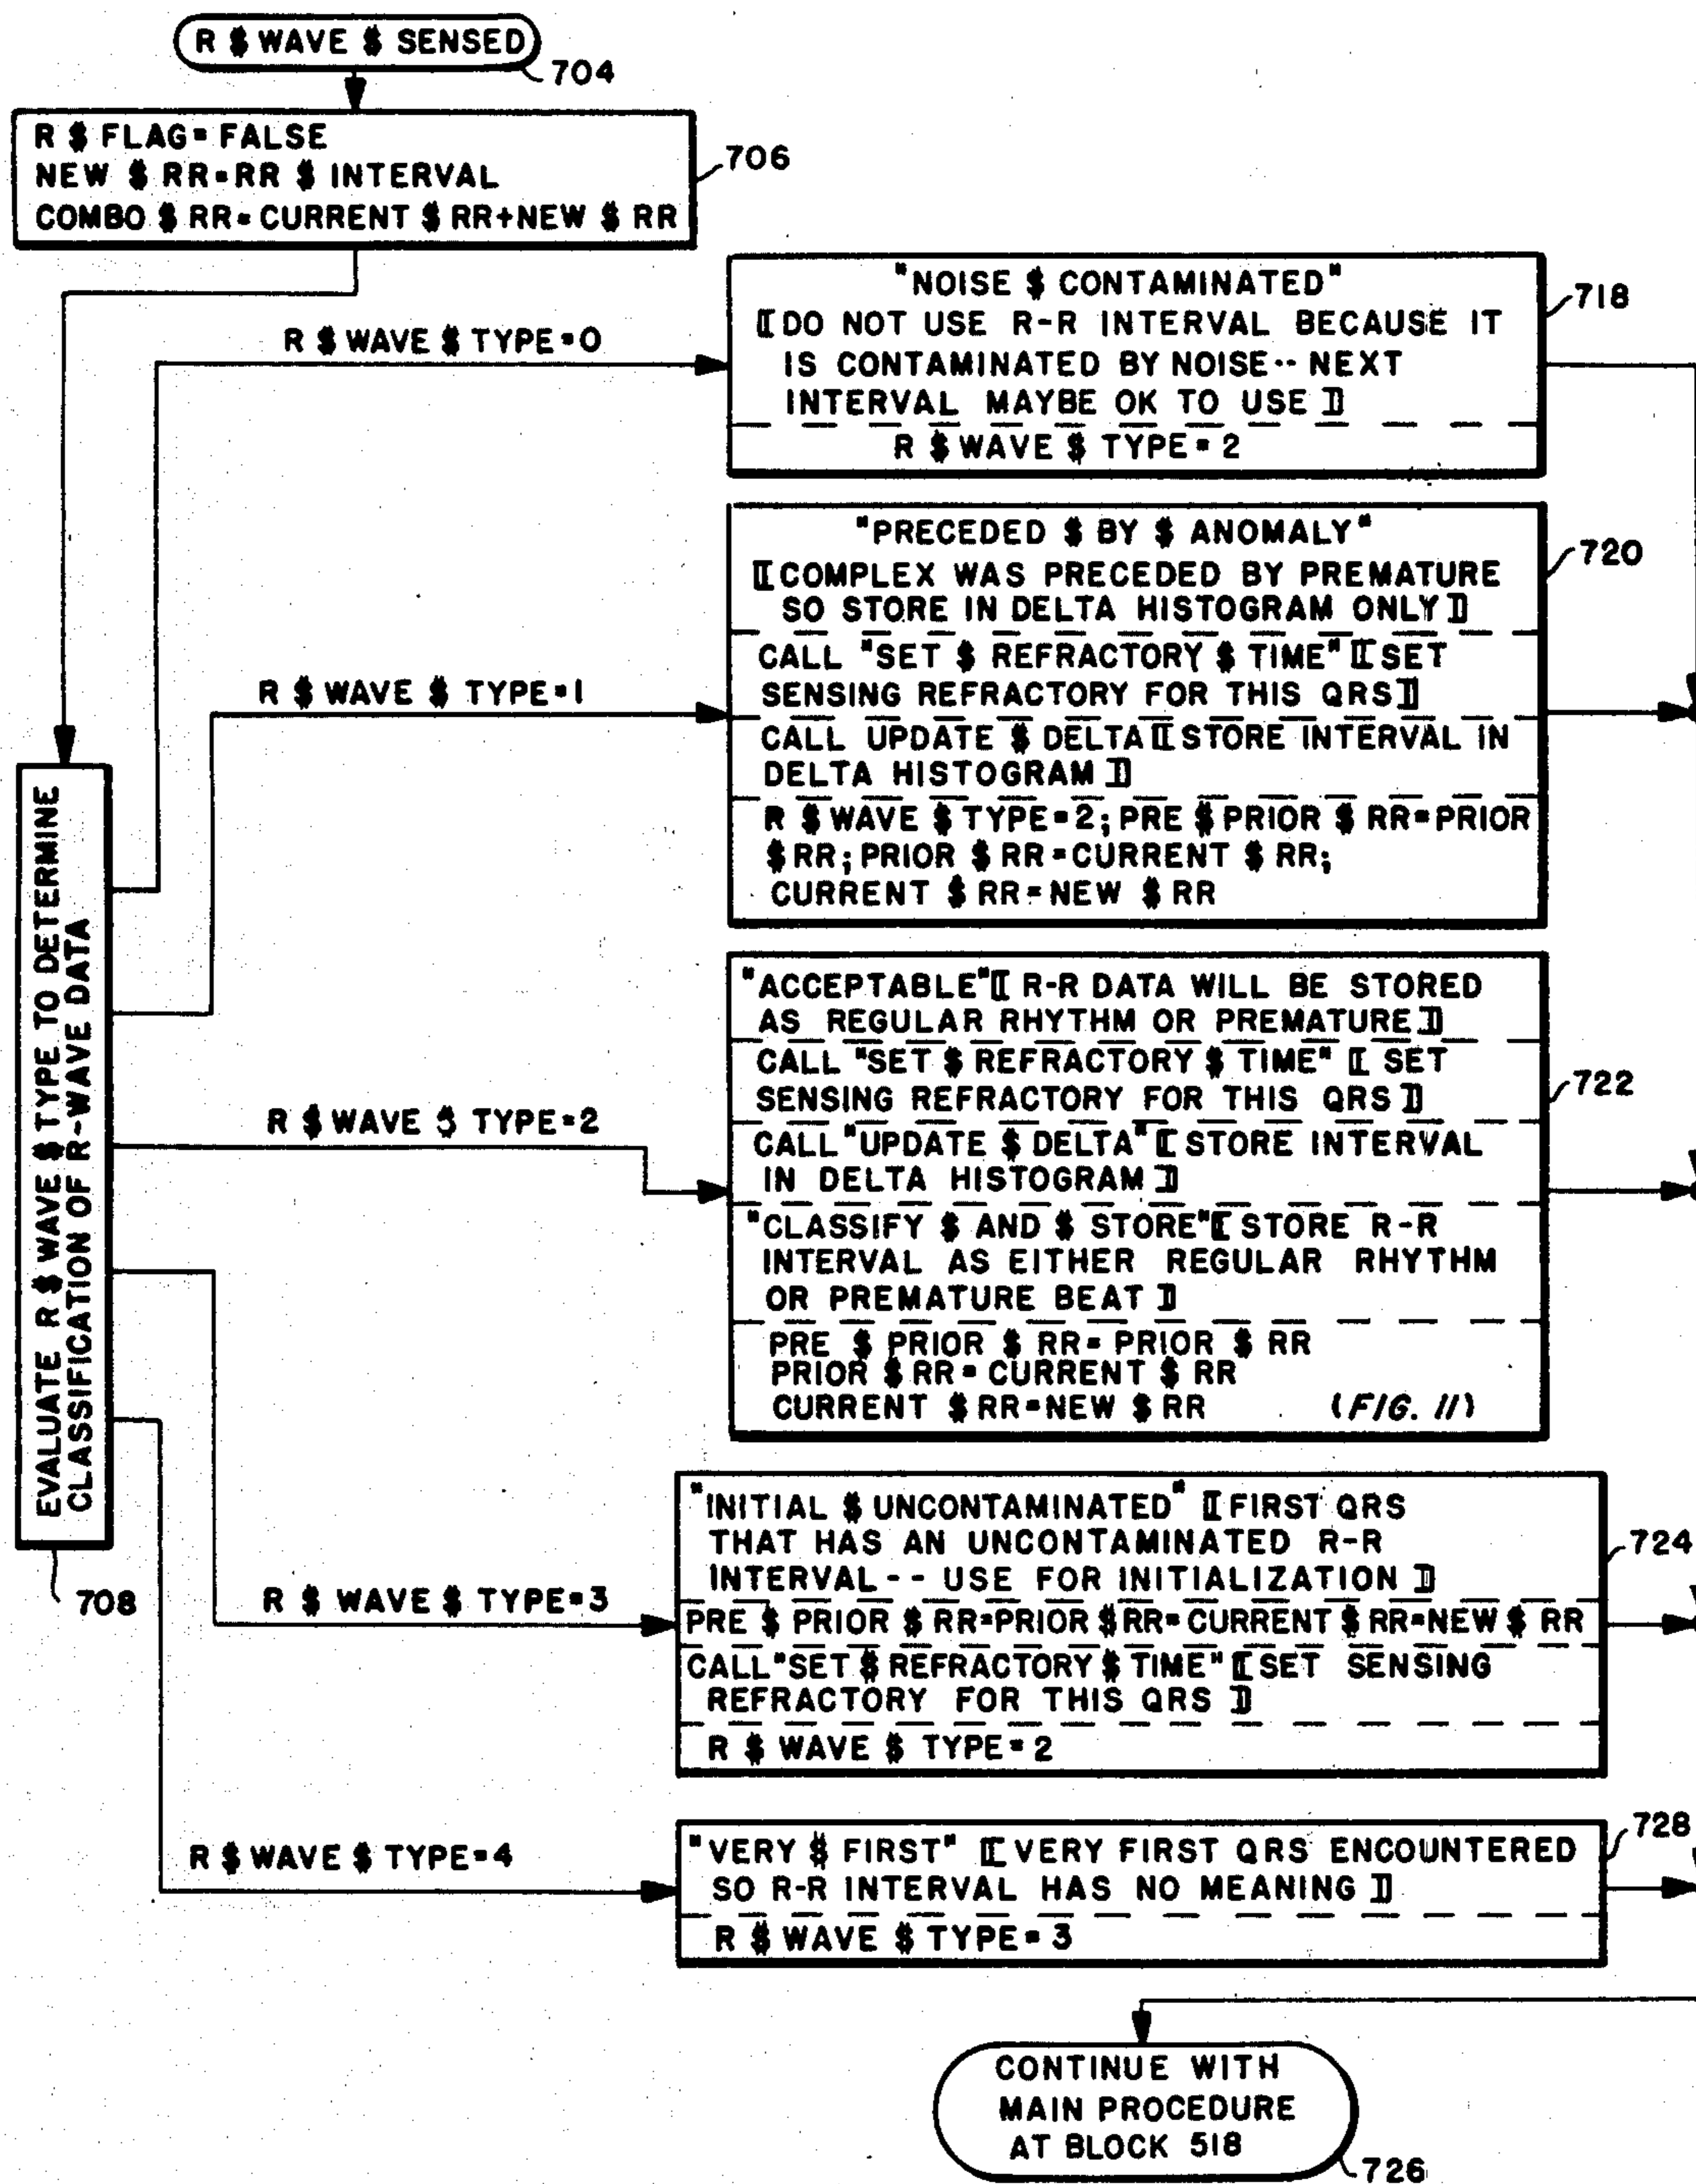 R $ WAVE $ SENSED
704
R $ FLAG=FALSE
NEW $ RR=RR $ INTERVAL
COMBO $ RR=CURRENT $ RR+NEW $ RR
706
EVALUATE R $ WAVE $ TYPE TO DETERMINE
CLASSIFICATION OF R-WAVE DATA
708
R $ WAVE $ TYPE=0
"NOISE $ CONTAMINATED"
[DO NOT USE R-R INTERVAL BECAUSE IT
IS CONTAMINATED BY NOISE--NEXT
INTERVAL MAYBE OK TO USE]
R $ WAVE $ TYPE=2
718
R $ WAVE $ TYPE=1
"PRECEDED $ BY $ ANOMALY"
[COMPLEX WAS PRECEDED BY PREMATURE
SO STORE IN DELTA HISTOGRAM ONLY]
CALL "SET $ REFRACTORY $ TIME" [SET
SENSING REFRACTORY FOR THIS QRS]
CALL UPDATE $ DELTA [STORE INTERVAL IN
DELTA HISTOGRAM]
R $ WAVE $ TYPE=2; PRE $ PRIOR $ RR=PRIOR
$ RR; PRIOR $ RR=CURRENT $ RR;
CURRENT $ RR=NEW $ RR
720
R $ WAVE $ TYPE=2
"ACCEPTABLE" [R-R DATA WILL BE STORED
AS REGULAR RHYTHM OR PREMATURE]
CALL "SET $ REFRACTORY $ TIME" [SET
SENSING REFRACTORY FOR THIS QRS]
CALL "UPDATE $ DELTA" [STORE INTERVAL
IN DELTA HISTOGRAM]
"CLASSIFY $ AND $ STORE" [STORE R-R
INTERVAL AS EITHER REGULAR RHYTHM
OR PREMATURE BEAT]
PRE $ PRIOR $ RR=PRIOR $ RR
PRIOR $ RR=CURRENT $ RR
CURRENT $ RR=NEW $ RR (FIG. 11)
722
R $ WAVE $ TYPE=3
"INITIAL $ UNCONTAMINATED" [FIRST QRS
THAT HAS AN UNCONTAMINATED R-R
INTERVAL--USE FOR INITIALIZATION]
PRE $ PRIOR $ RR=PRIOR $ RR=CURRENT $ RR=NEW $ RR
CALL "SET $ REFRACTORY $ TIME" [SET SENSING
REFRACTORY FOR THIS QRS]
R $ WAVE $ TYPE=2
724
R $ WAVE $ TYPE=4
"VERY $ FIRST" [VERY FIRST QRS ENCOUNTERED
SO R-R INTERVAL HAS NO MEANING]
R $ WAVE $ TYPE=3
728
CONTINUE WITH
MAIN PROCEDURE
AT BLOCK 518
726